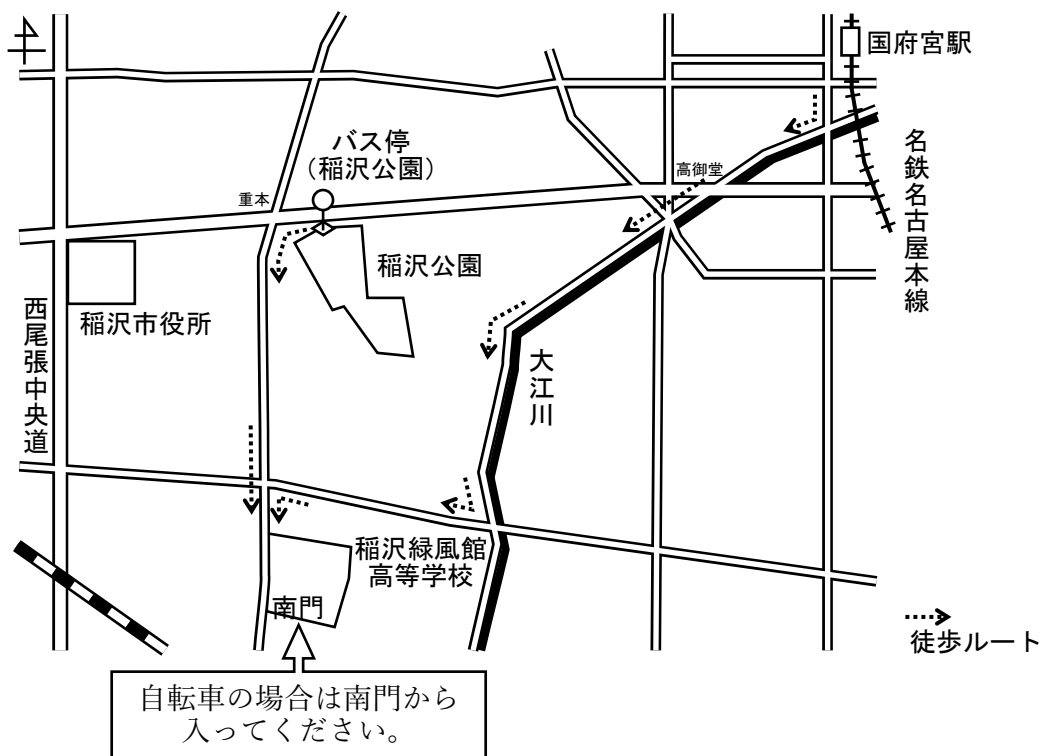 国府宮駅
名鉄名古屋本線
バス停
（稲沢公園）
高御堂
重本
稲沢公園
稲沢市役所
西尾張中央道
大江川
稲沢緑風館
高等学校
南門
徒歩ルート
自転車の場合は南門から
入ってください。